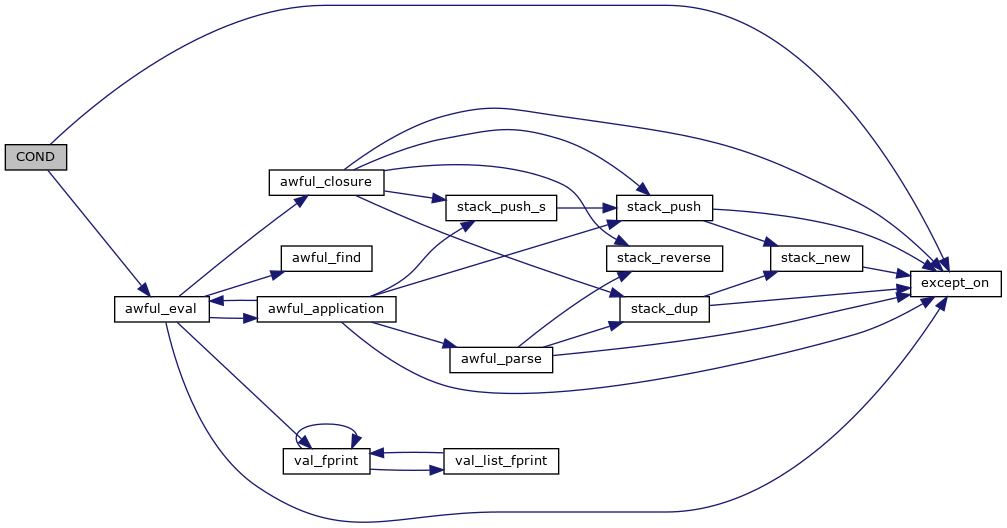 COND
awful_eval
awful_closure
awful_find
awful_application
val_fprint
stack_push_s
awful_parse
val_list_fprint
stack_push
stack_reverse
stack_dup
stack_new
except_on